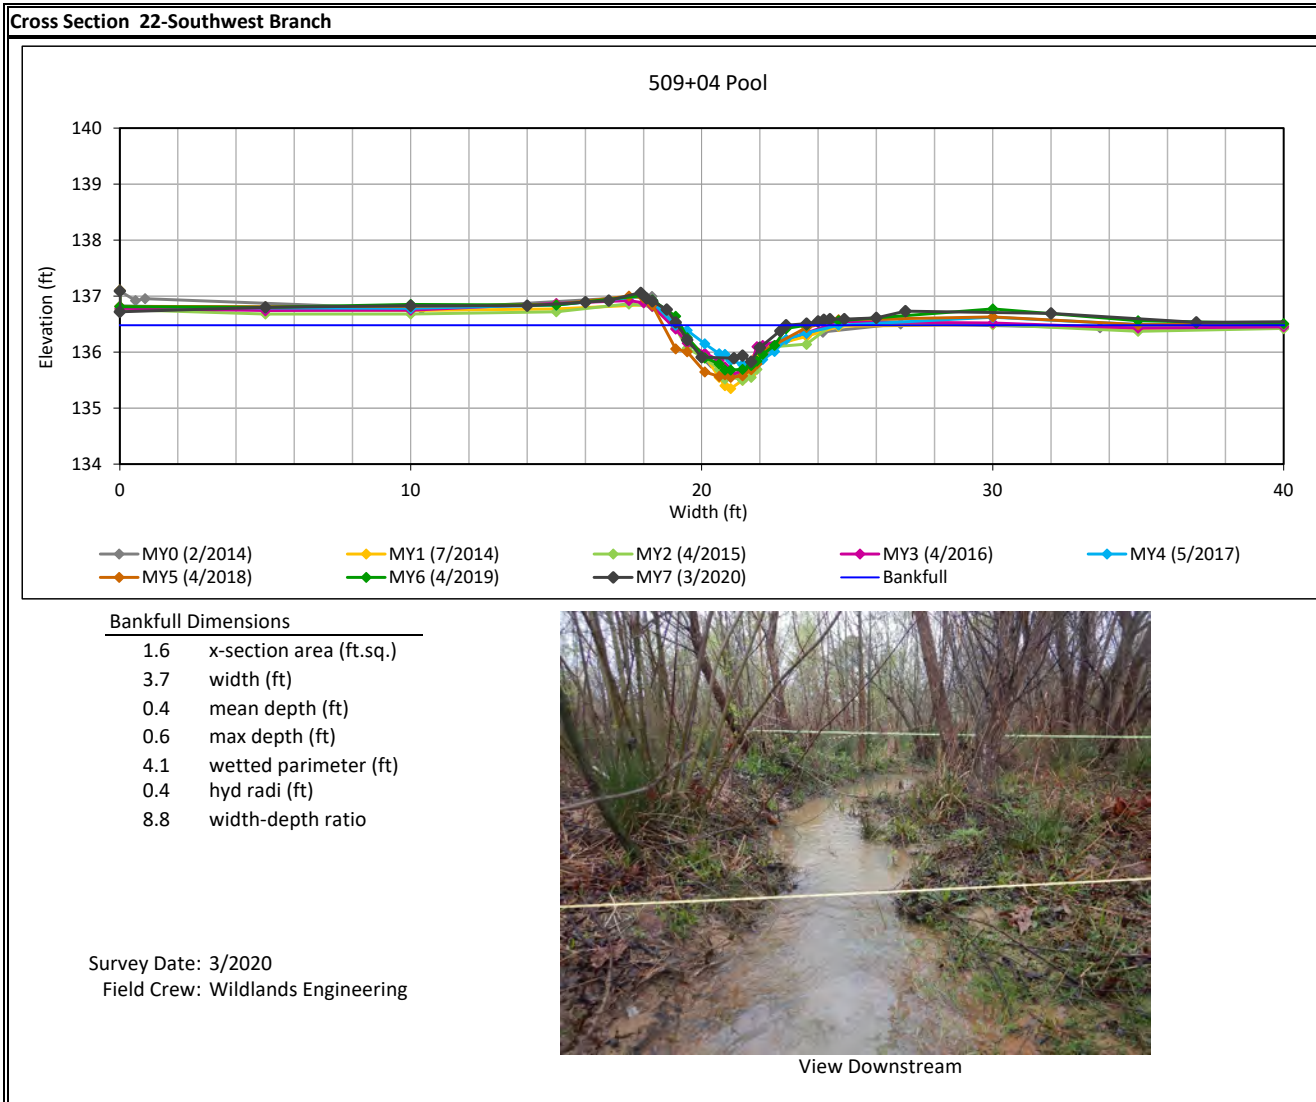 Cross Section 22-Southwest Branch
509+04 Pool
140
139
138
137
136
135
134
Elevation (ft)
0 10 20 30 40
Width (ft)
MY0 (2/2014) MY1 (7/2014) MY2 (4/2015) MY3 (4/2016) MY4 (5/2017)
MY5 (4/2018) MY6 (4/2019) MY7 (3/2020) Bankfull
Bankfull Dimensions
1.6 x-section area (ft.sq.)
3.7 width (ft)
0.4 mean depth (ft)
0.6 max depth (ft)
4.1 wetted parimeter (ft)
0.4 hyd radi (ft)
8.8 width-depth ratio
Survey Date: 3/2020
Field Crew: Wildlands Engineering
View Downstream